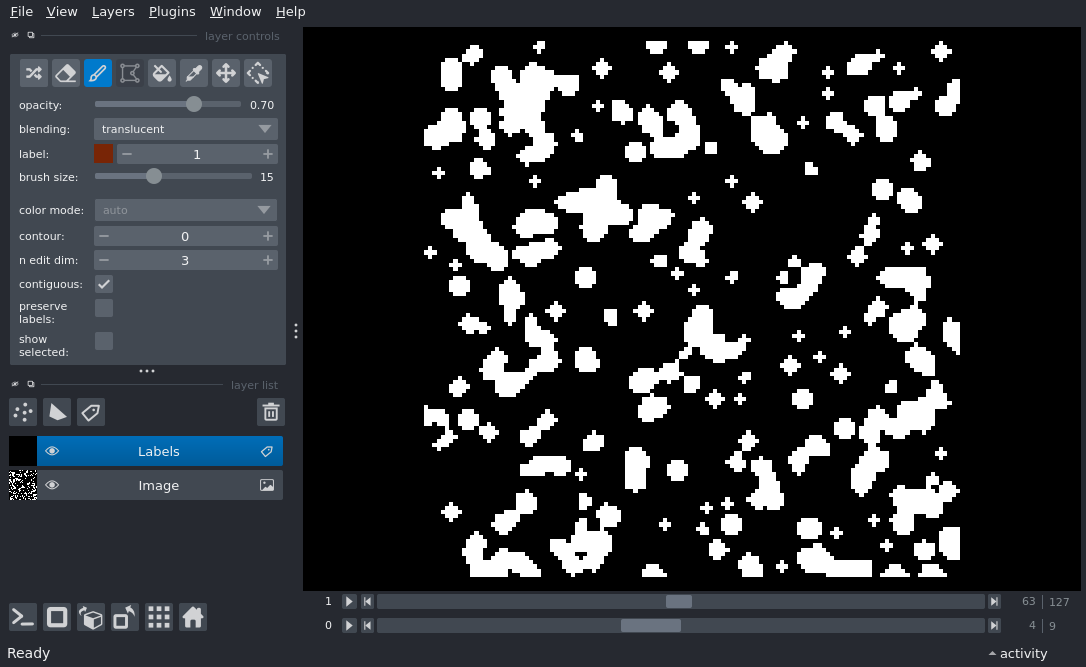 File View Layers Plugins Window Help
layer controls
opacity: 0.70
blending: translucent
label: 1
brush size: 15
color mode: auto
contour: 0
n edit dim: 3
contiguous:
preserve
labels:
show
selected:
layer list
Labels
Image
1 63 127
0 4 9
Ready activity